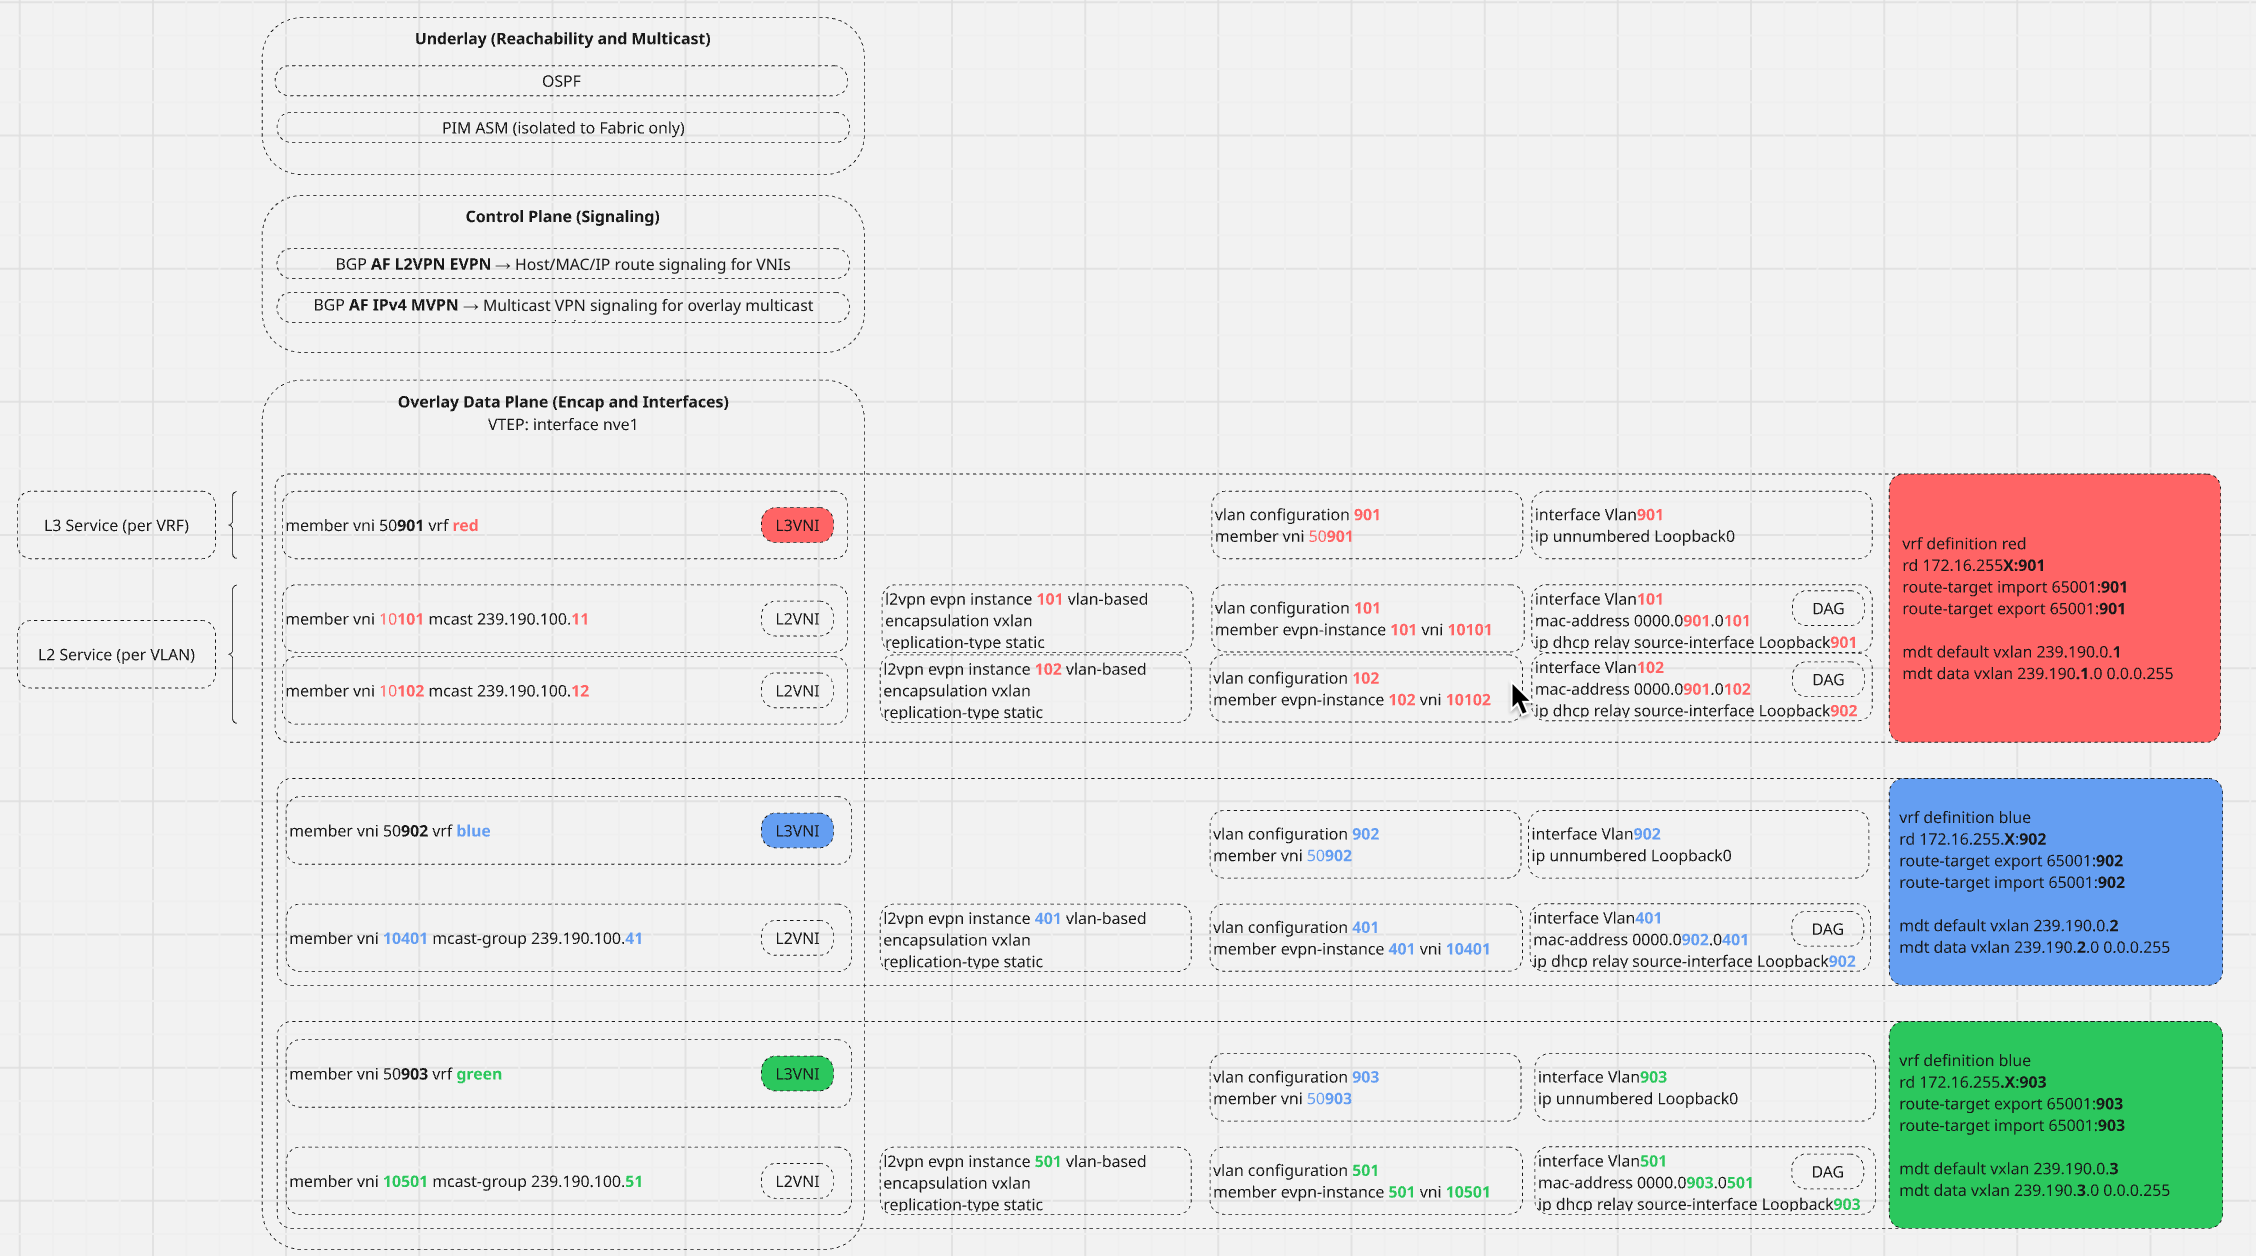 Underlay (Reachability and Multicast)
OSPF
PIM ASM (isolated to Fabric only)
Control Plane (Signaling)
BGP AF L2VPN EVPN → Host/MAC/IP route signaling for VNIs
BGP AF IPv4 MVPN → Multicast VPN signaling for overlay multicast
Overlay Data Plane (Encap and Interfaces)
VTEP: interface nve1
L3 Service (per VRF)
member vni 50901 vrf red
L3VNI
vlan configuration 901
member vni 50901
interface Vlan901
ip unnumbered Loopback0
L2 Service (per VLAN)
member vni 10101 mcast 239.190.100.11
L2VNI
l2vpn evpn instance 101 vlan-based
encapsulation vxlan
replication-type static
vlan configuration 101
member evpn-instance 101 vni 10101
interface Vlan101
mac-address 0000.0901.0101
ip dhcp relay source-interface Loopback901
DAG
member vni 10102 mcast 239.190.100.12
L2VNI
l2vpn evpn instance 102 vlan-based
encapsulation vxlan
replication-type static
vlan configuration 102
member evpn-instance 102 vni 10102
interface Vlan102
mac-address 0000.0901.0102
ip dhcp relay source-interface Loopback902
DAG
vrf definition red
rd 172.16.255X:901
route-target import 65001:901
route-target export 65001:901
mdt default vxlan 239.190.0.1
mdt data vxlan 239.190.1.0 0.0.0.255
member vni 50902 vrf blue
L3VNI
vlan configuration 902
member vni 50902
interface Vlan902
ip unnumbered Loopback0
member vni 10401 mcast-group 239.190.100.41
L2VNI
l2vpn evpn instance 401 vlan-based
encapsulation vxlan
replication-type static
vlan configuration 401
member evpn-instance 401 vni 10401
interface Vlan401
mac-address 0000.0902.0401
ip dhcp relay source-interface Loopback902
DAG
vrf definition blue
rd 172.16.255.X:902
route-target export 65001:902
route-target import 65001:902
mdt default vxlan 239.190.0.2
mdt data vxlan 239.190.2.0 0.0.0.255
member vni 50903 vrf green
L3VNI
vlan configuration 903
member vni 50903
interface Vlan903
ip unnumbered Loopback0
member vni 10501 mcast-group 239.190.100.51
L2VNI
l2vpn evpn instance 501 vlan-based
encapsulation vxlan
replication-type static
vlan configuration 501
member evpn-instance 501 vni 10501
interface Vlan501
mac-address 0000.0903.0501
ip dhcp relay source-interface Loopback903
DAG
vrf definition blue
rd 172.16.255.X:903
route-target export 65001:903
route-target import 65001:903
mdt default vxlan 239.190.0.3
mdt data vxlan 239.190.3.0 0.0.0.255